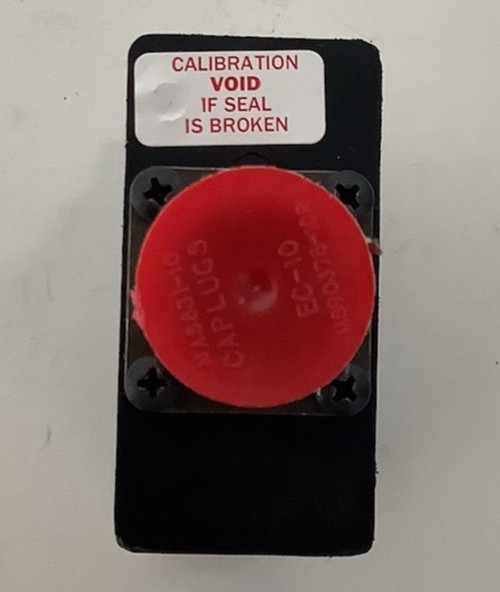 CALIBRATION
VOID
IF SEAL
IS BROKEN
CAPLUGS
EC-10